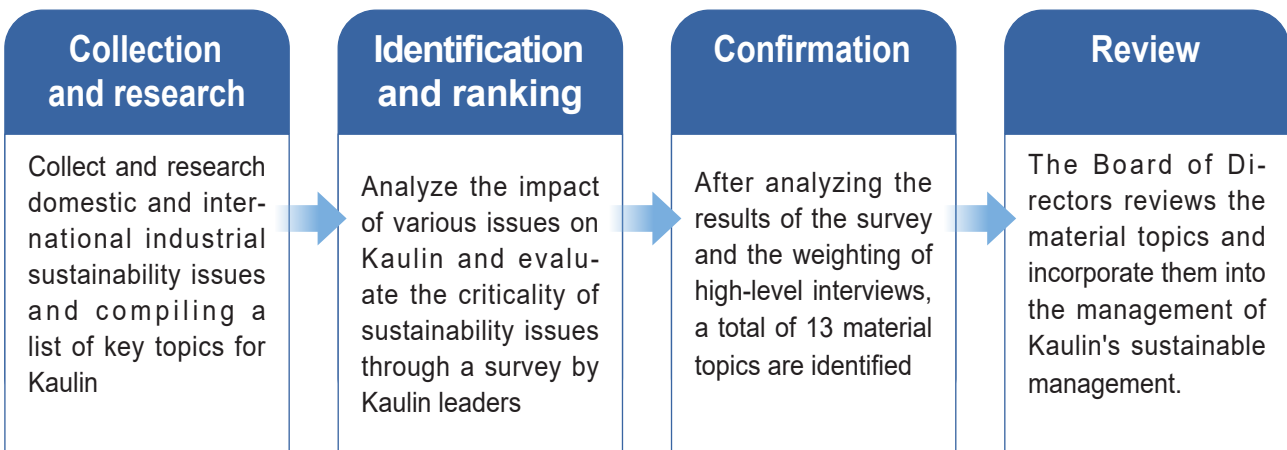 Collection
and research
Collect and research
domestic and inter-
national industrial
sustainability issues
and compiling a
list of key topics for
Kaulin
Identification
and ranking
Analyze the impact
of various issues on
Kaulin and evalu-
ate the criticality of
sustainability issues
through a survey by
Kaulin leaders
Confirmation
After analyzing the
results of the survey
and the weighting of
high-level interviews,
a total of 13 material
topics are identified
Review
The Board of Di-
rectors reviews the
material topics and
incorporate them into
the management of
Kaulin's sustainable
management.